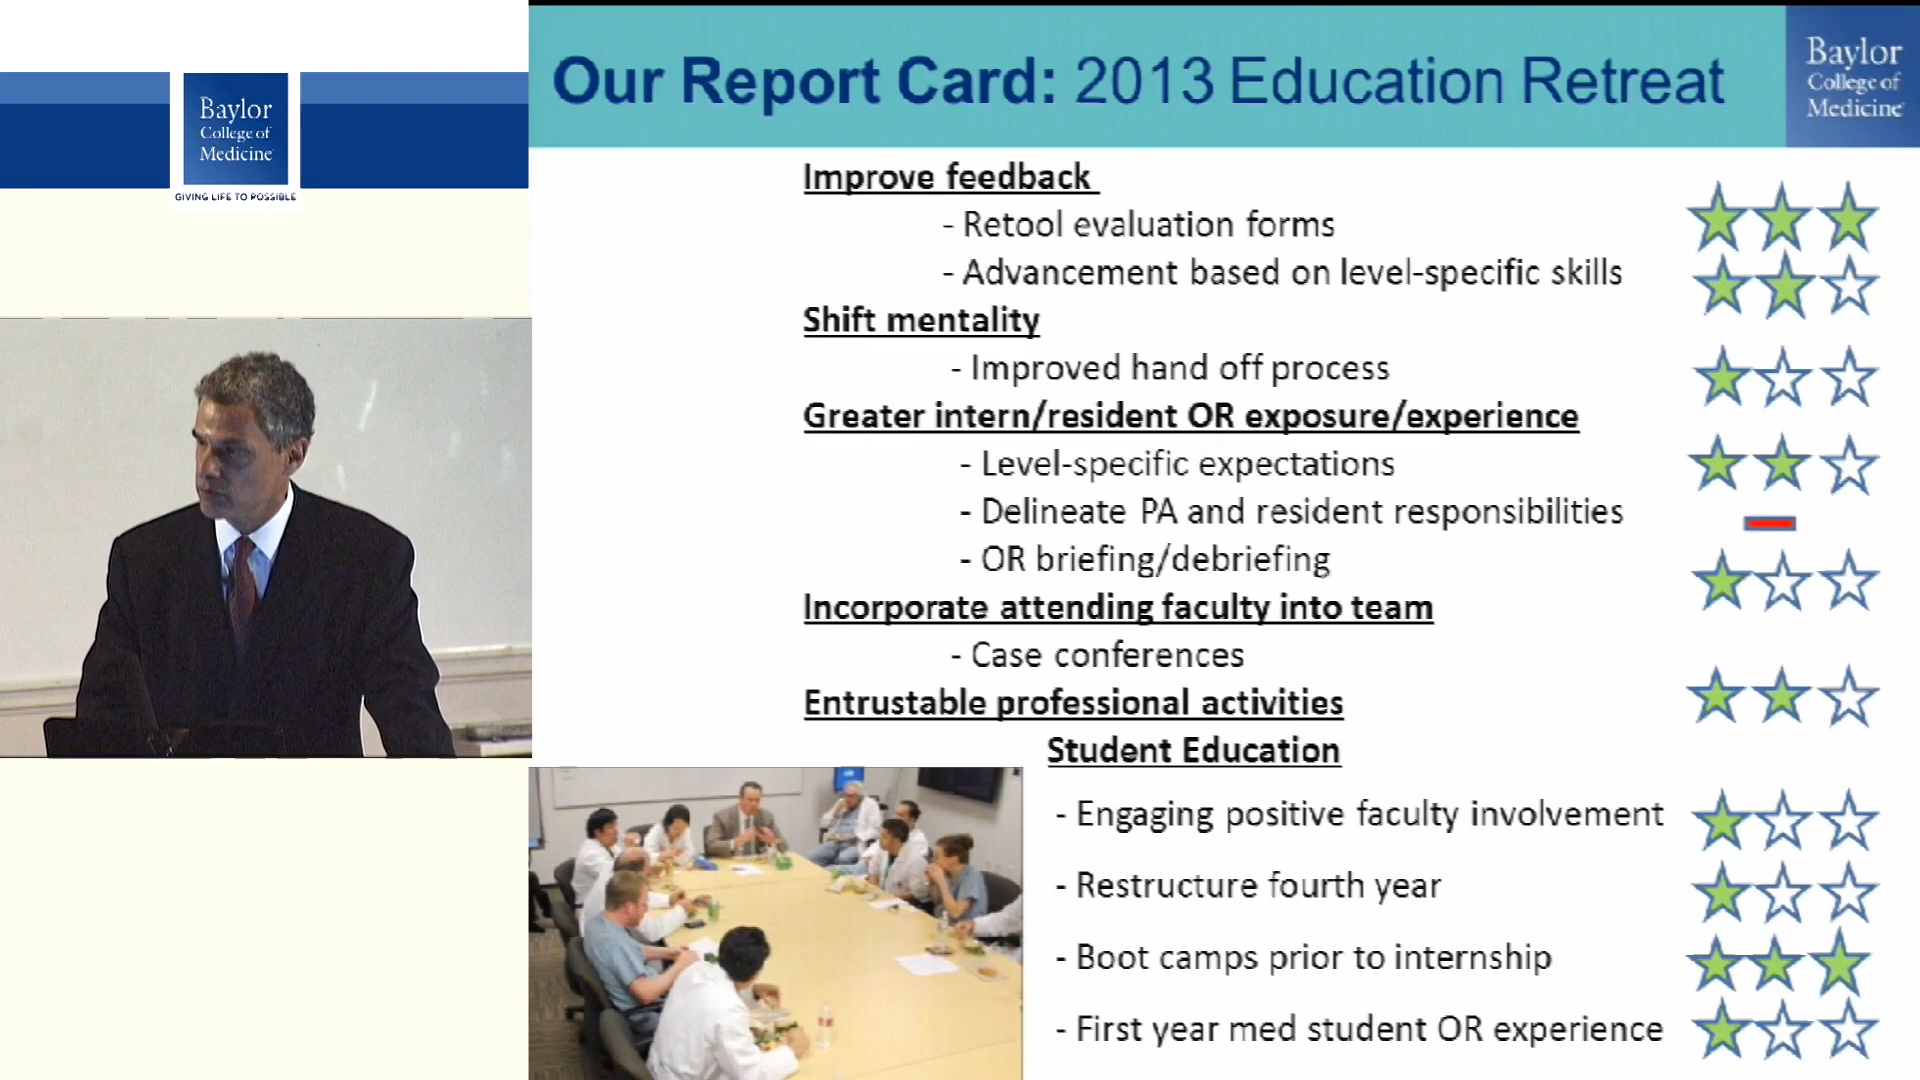 Baylor
College of
Medicine
GIVING LIFE TO POSSIBLE
Our Report Card: 2013 Education Retreat
Baylor
College of
Medicine
Improve feedback
- Retool evaluation forms
- Advancement based on level-specific skills
Shift mentality
- Improved hand off process
Greater intern/resident OR exposure/experience
- Level-specific expectations
- Delineate PA and resident responsibilities
- OR briefing/debriefing
Incorporate attending faculty into team
- Case conferences
Entrustable professional activities
Student Education
- Engaging positive faculty involvement
- Restructure fourth year
- Boot camps prior to internship
- First year med student OR experience